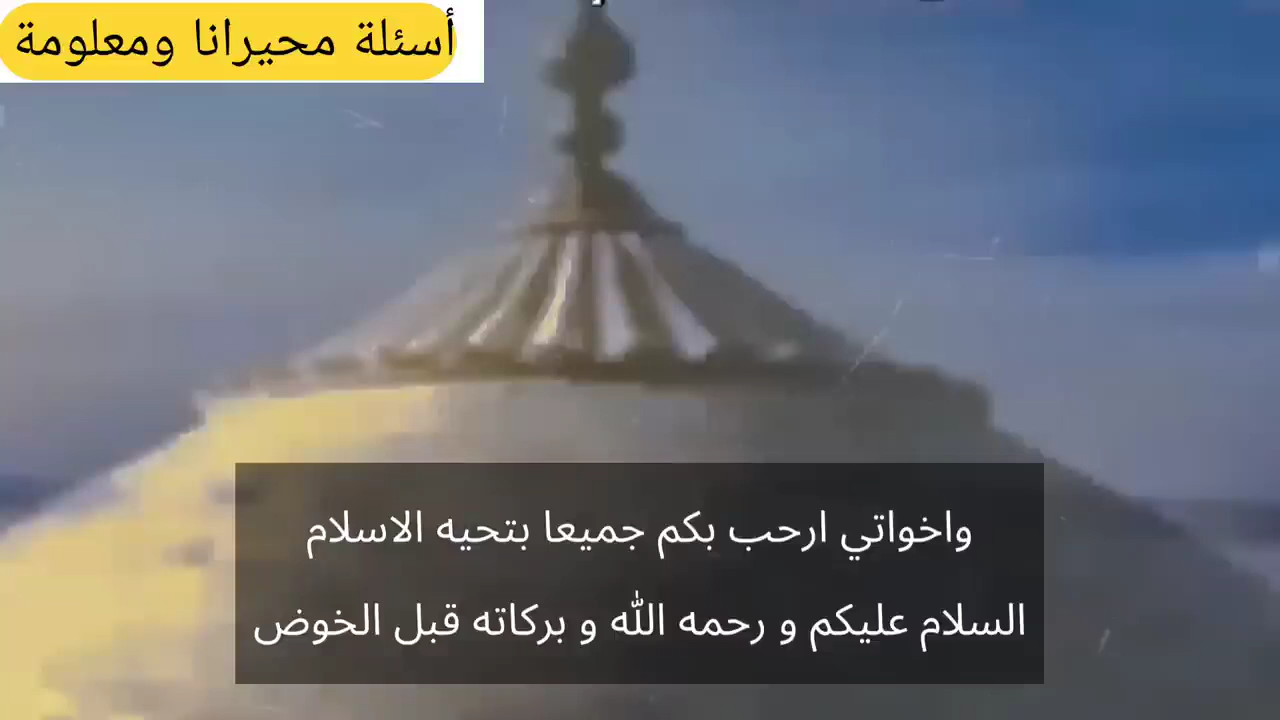 أسئلة محيرانا ومعلومة
واخواتي ارحب بكم جميعا بتحيه الاسلام
السلام عليكم و رحمه الله و بركاته قبل الخوض